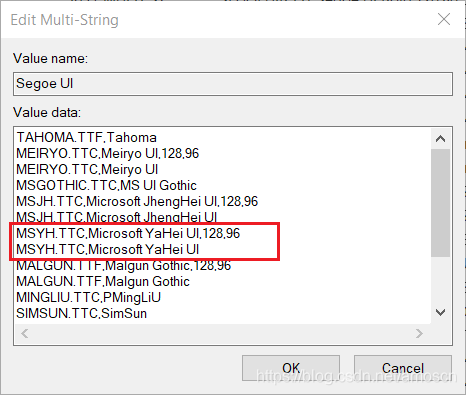 Edit Multi-String
Value name:
Segoe UI
Value data:
TAHOMA.TTF,Tahoma
MEIRYO.TTC,Meiryo UI,128,96
MEIRYO.TTC,Meiryo UI
MSGOTHIC.TTC,MS UI Gothic
MSJH.TTC,Microsoft JhengHei UI,128,96
MSJH.TTC,Microsoft JhengHei UI
MSYH.TTC,Microsoft YaHei UI,128,96
MSYH.TTC,Microsoft YaHei UI
MALGUN.TTF,Malgun Gothic,128,96
MALGUN.TTF,Malgun Gothic
MINGLIU.TTC,PMingLiU
SIMSUN.TTC,SimSun
OK
Cancel
https://blog.csdn.net/amoscn